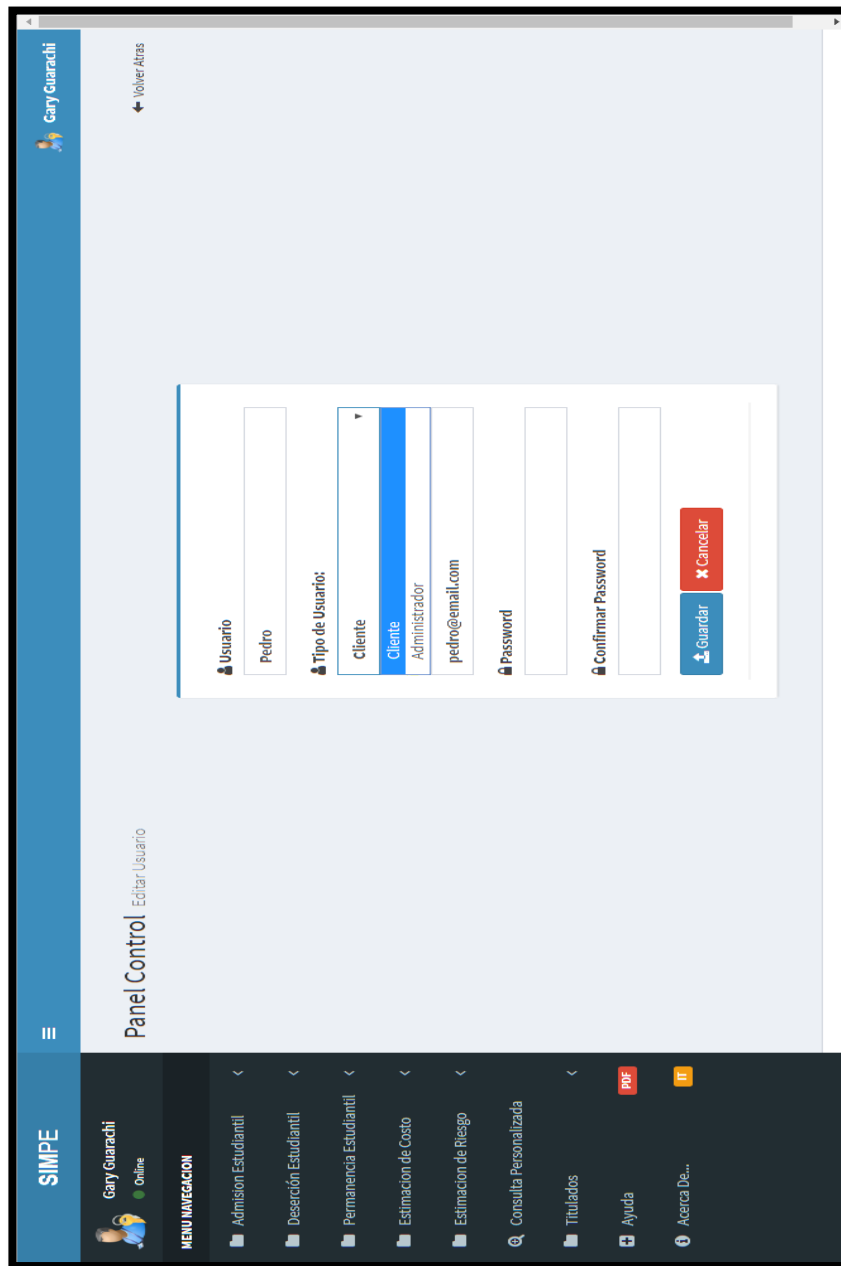 SIMPE
Gary Guarachi
Gary Guarachi
Online
MENU NAVEGACION
Admision Estudiantil
Deserción Estudiantil
Permanencia Estudiantil
Estimacion de Costo
Estimacion de Riesgo
Consulta Personalizada
Titulados
Ayuda
PDF
Acerca De...
IT
Panel Control Editar Usuario
Volver Atras
Usuario
Pedro
Tipo de Usuario:
Cliente
Cliente
Administrador
pedro@email.com
Password
Confirmar Password
Guardar
Cancelar